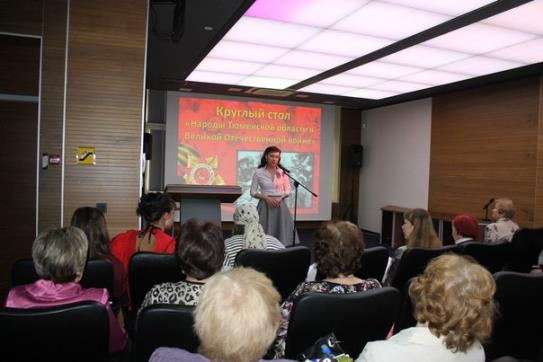 Круглый стол
«Народы Тюменской области в
Великой Отечественной войне»